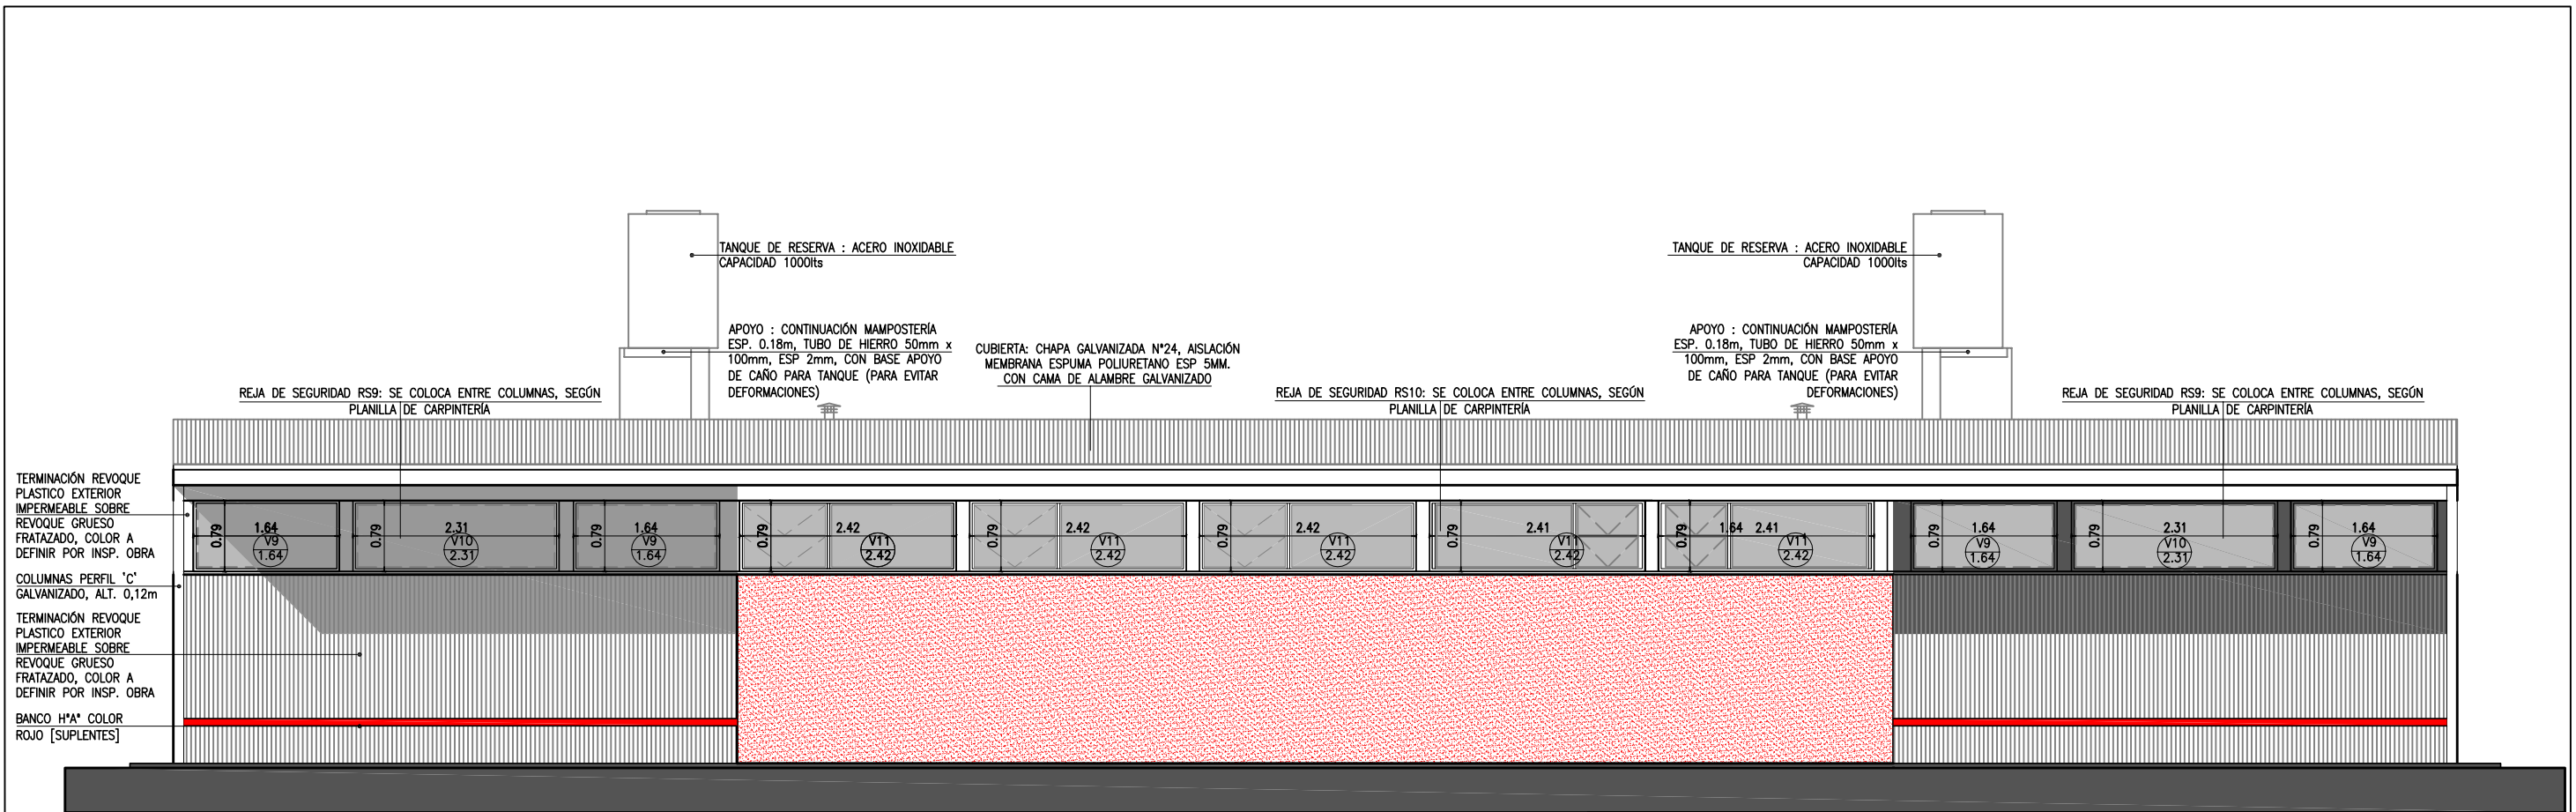 TANQUE DE RESERVA : ACERO INOXIDABLE
CAPACIDAD 1000lts
TANQUE DE RESERVA : ACERO INOXIDABLE
CAPACIDAD 1000lts
APOYO : CONTINUACIÓN MAMPOSTERÍA
ESP. 0.18m, TUBO DE HIERRO 50mm x
100mm, ESP 2mm, CON BASE APOYO
DE CAÑO PARA TANQUE (PARA EVITAR
DEFORMACIONES)
CUBIERTA: CHAPA GALVANIZADA N°24, AISLACIÓN
MEMBRANA ESPUMA POLIURETANO ESP 5MM.
CON CAMA DE ALAMBRE GALVANIZADO
APOYO : CONTINUACIÓN MAMPOSTERÍA
ESP. 0.18m, TUBO DE HIERRO 50mm x
100mm, ESP 2mm, CON BASE APOYO
DE CAÑO PARA TANQUE (PARA EVITAR
DEFORMACIONES)
REJA DE SEGURIDAD RS9: SE COLOCA ENTRE COLUMNAS, SEGÚN
PLANILLA DE CARPINTERÍA
REJA DE SEGURIDAD RS10: SE COLOCA ENTRE COLUMNAS, SEGÚN
PLANILLA DE CARPINTERÍA
REJA DE SEGURIDAD RS9: SE COLOCA ENTRE COLUMNAS, SEGÚN
PLANILLA DE CARPINTERÍA
TERMINACIÓN REVOQUE
PLASTICO EXTERIOR
IMPERMEABLE SOBRE
REVOQUE GRUESO
FRATAZADO, COLOR A
DEFINIR POR INSP. OBRA
COLUMNAS PERFIL 'C'
GALVANIZADO, ALT. 0,12m
TERMINACIÓN REVOQUE
PLASTICO EXTERIOR
IMPERMEABLE SOBRE
REVOQUE GRUESO
FRATAZADO, COLOR A
DEFINIR POR INSP. OBRA
BANCO H°A° COLOR
ROJO [SUPLENTES]
0.79
1.64
V9
1.64
0.79
2.31
V10
2.31
0.79
1.64
V9
1.64
0.79
2.42
V11
2.42
0.79
2.42
V11
2.42
0.79
2.42
V11
2.42
0.79
2.41
V11
2.42
0.79
1.64 2.41
V11
2.42
0.79
1.64
V9
1.64
0.79
2.31
V10
2.31
0.79
1.64
V9
1.64